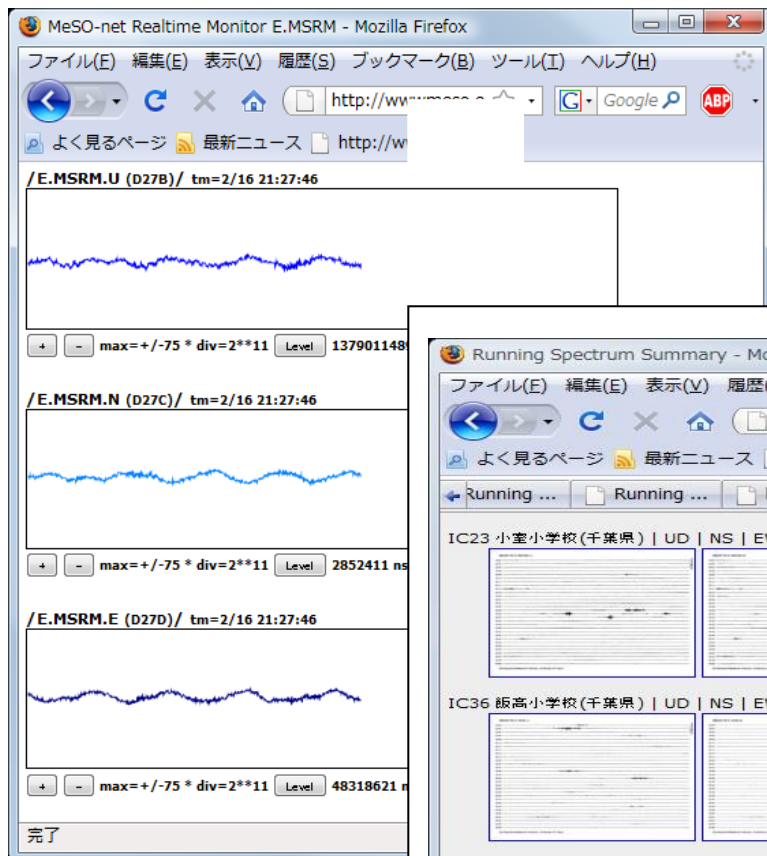 MeSO-net Realtime Monitor E.MSRM - Mozilla Firefox
ファイル(F) 編集(E) 表示(V) 履歴(S) ブックマーク(B) ツール(T) ヘルプ(H)
http://www G Google ABP
よく見るページ 最新ニュース http://w
/E.MSRM.U (D27B)/ tm=2/16 21:27:46
+ - max=+/-75 * div=2**11 Level 1379011489
/E.MSRM.N (D27C)/ tm=2/16 21:27:46
+ - max=+/-75 * div=2**11 Level 2852411 ns
/E.MSRM.E (D27D)/ tm=2/16 21:27:46
+ - max=+/-75 * div=2**11 Level 48318621 n
完了
Running Spectrum Summary - Mo
ファイル(F) 編集(E) 表示(V) 履歴(
よく見るページ 最新ニュース
Running ... Running ...
IC23 小室小学校(千葉県) | UD | NS | E
IC36 飯高小学校(千葉県) | UD | NS | E